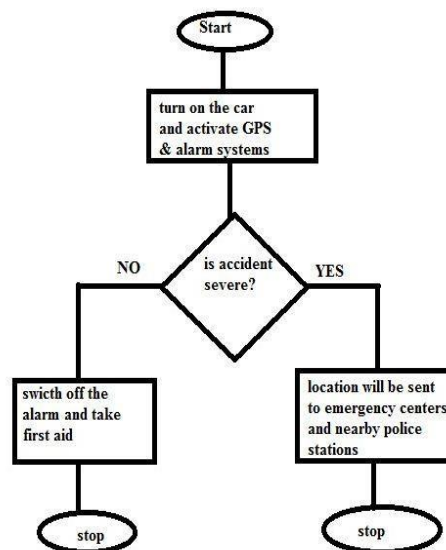 Start
turn on the car
and activate GPS
& alarm systems
is accident
severe?
NO
YES
swicth off the
alarm and take
first aid
location will be sent
to emergency centers
and nearby police
stations
stop
stop